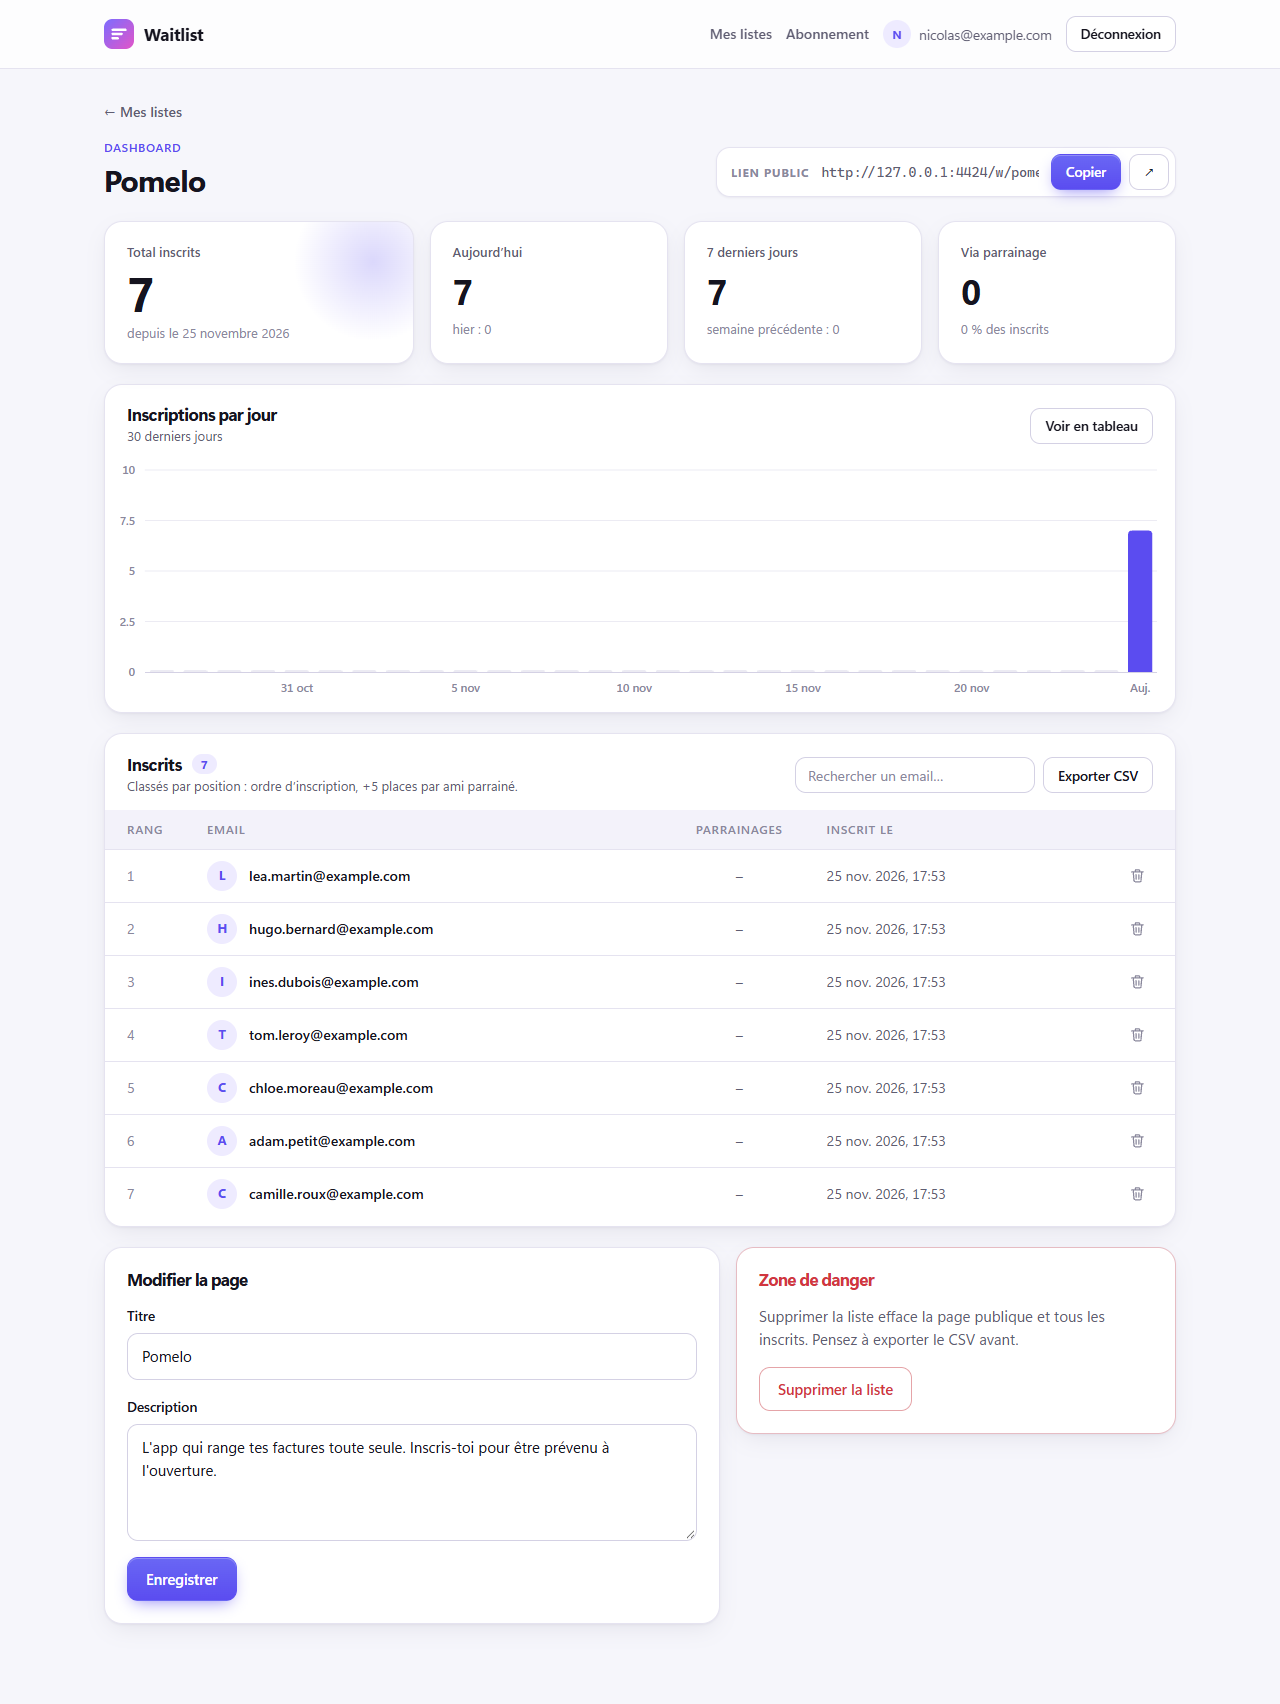 Waitlist
Mes listes
Abonnement
N
nicolas@example.com
Déconnexion
← Mes listes
DASHBOARD
Pomelo
LIEN PUBLIC
http://127.0.0.1:4424/w/pome
Copier
↗
Total inscrits
7
depuis le 25 novembre 2026
Aujourd’hui
7
hier : 0
7 derniers jours
7
semaine précédente : 0
Via parrainage
0
0 % des inscrits
Inscriptions par jour
30 derniers jours
Voir en tableau
10
7.5
5
2.5
0
31 oct
5 nov
10 nov
15 nov
20 nov
Auj.
Inscrits 7
Classés par position : ordre d’inscription, +5 places par ami parrainé.
Rechercher un email…
Exporter CSV
RANG EMAIL PARRAINAGES INSCRIT LE
1 L lea.martin@example.com – 25 nov. 2026, 17:53
2 H hugo.bernard@example.com – 25 nov. 2026, 17:53
3 I ines.dubois@example.com – 25 nov. 2026, 17:53
4 T tom.leroy@example.com – 25 nov. 2026, 17:53
5 C chloe.moreau@example.com – 25 nov. 2026, 17:53
6 A adam.petit@example.com – 25 nov. 2026, 17:53
7 C camille.roux@example.com – 25 nov. 2026, 17:53
Modifier la page
Titre
Pomelo
Description
L'app qui range tes factures toute seule. Inscris-toi pour être prévenu à
l'ouverture.
Enregistrer
Zone de danger
Supprimer la liste efface la page publique et tous les
inscrits. Pensez à exporter le CSV avant.
Supprimer la liste